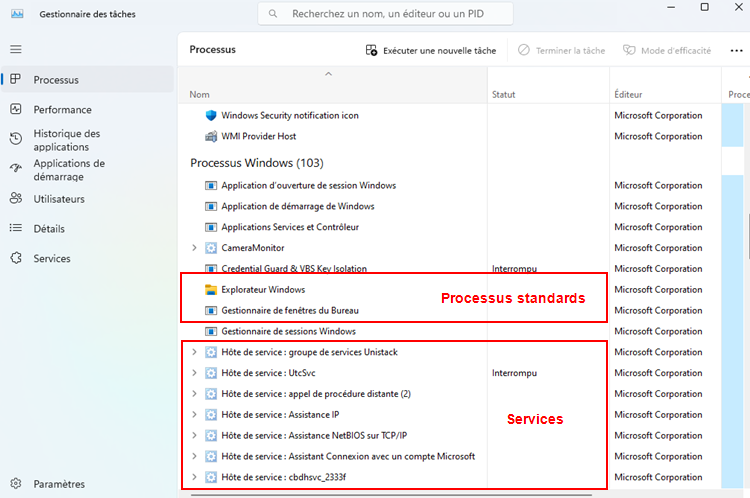 Gestionnaire des tâches
Recherchez un nom, un éditeur ou un PID
Processus
Performance
Historique des
applications
Applications de
démarrage
Utilisateurs
Détails
Services
Paramètres
Processus
Exécuter une nouvelle tâche
Terminer la tâche
Mode d'efficacité
Nom Statut Éditeur Proce
Windows Security notification icon Microsoft Corporation
WMI Provider Host Microsoft Corporation
Processus Windows (103)
Application d'ouverture de session Windows Microsoft Corporation
Application de démarrage de Windows Microsoft Corporation
Applications Services et Contrôleur Microsoft Corporation
CameraMonitor Microsoft Corporation
Credential Guard & VBS Key Isolation Interrompu Microsoft Corporation
Explorateur Windows Microsoft Corporation
Processus standards
Gestionnaire de fenêtres du Bureau Microsoft Corporation
Gestionnaire de sessions Windows Microsoft Corporation
Hôte de service : groupe de services Unistack Microsoft Corporation
Hôte de service : UtcSvc Interrompu Microsoft Corporation
Hôte de service : appel de procédure distante (2) Microsoft Corporation
Hôte de service : Assistance IP Microsoft Corporation
Services
Hôte de service : Assistance NetBIOS sur TCP/IP Microsoft Corporation
Hôte de service : Assistant Connexion avec un compte Microsoft Microsoft Corporation
Hôte de service : cbdhsvc_2333f Microsoft Corporation